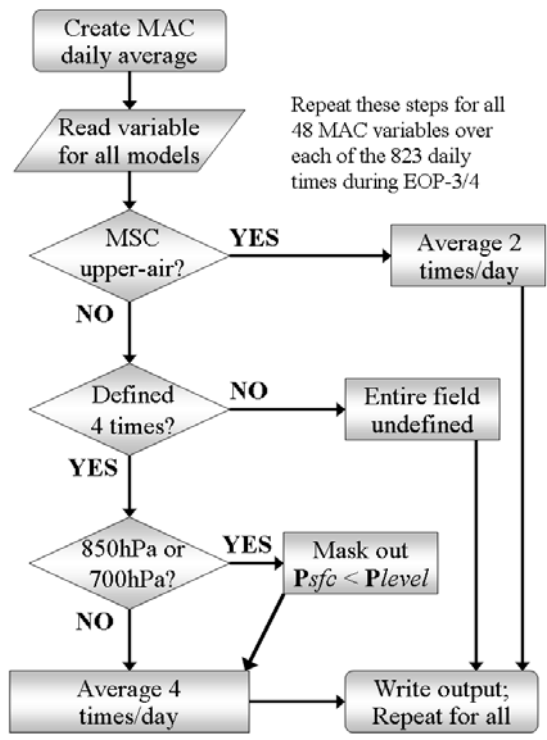 Create MAC
daily average
Read variable
for all models
Repeat these steps for all
48 MAC variables over
each of the 823 daily
times during EOP-3/4
MSC
upper-air?
YES
Average 2
times/day
NO
Defined
4 times?
NO
Entire field
undefined
YES
850hPa or
700hPa?
YES
Mask out
Psfc < Plevel
NO
Average 4
times/day
Write output;
Repeat for all